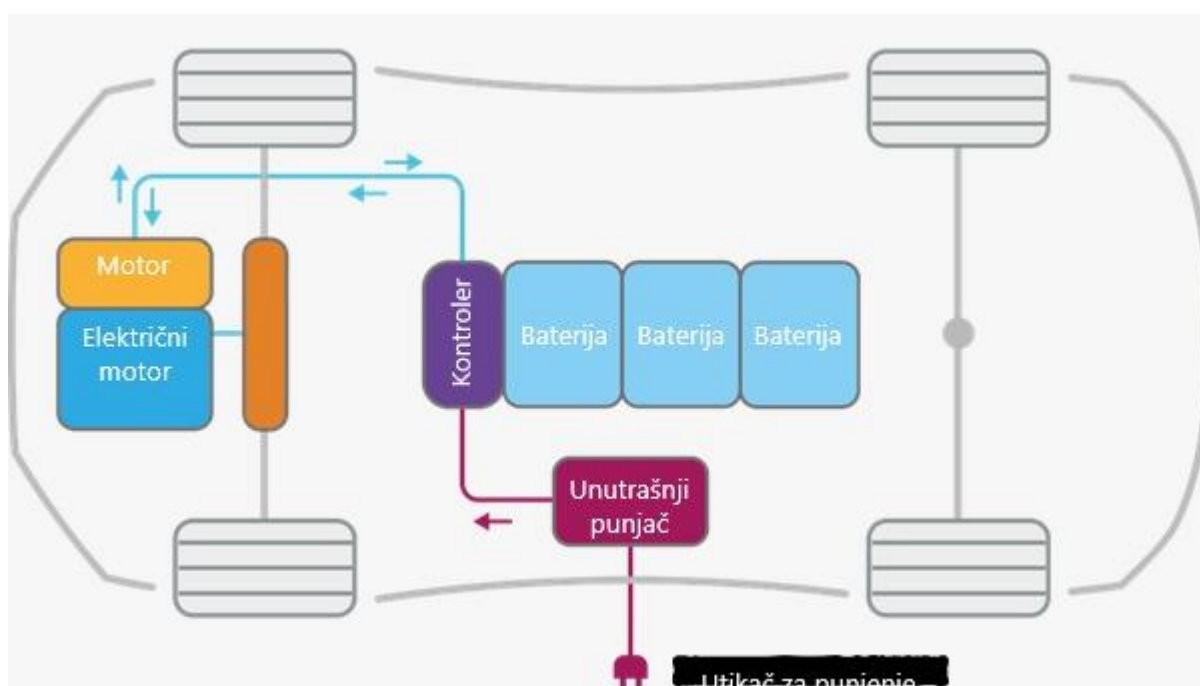 Motor
Električni
motor
Kontroler
Baterija
Baterija
Baterija
Unutrašnji
punjač
Utikač za punjenje